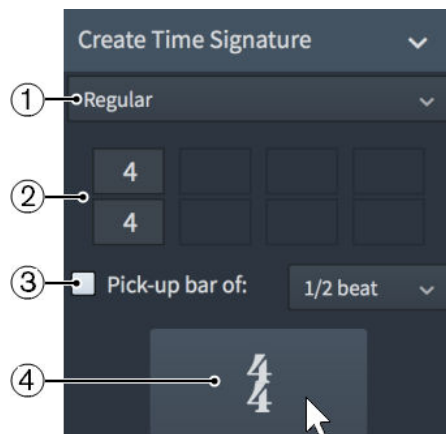 Create Time Signature
① Regular
4
② 4
③ Pick-up bar of: 1/2 beat
④ 4
4